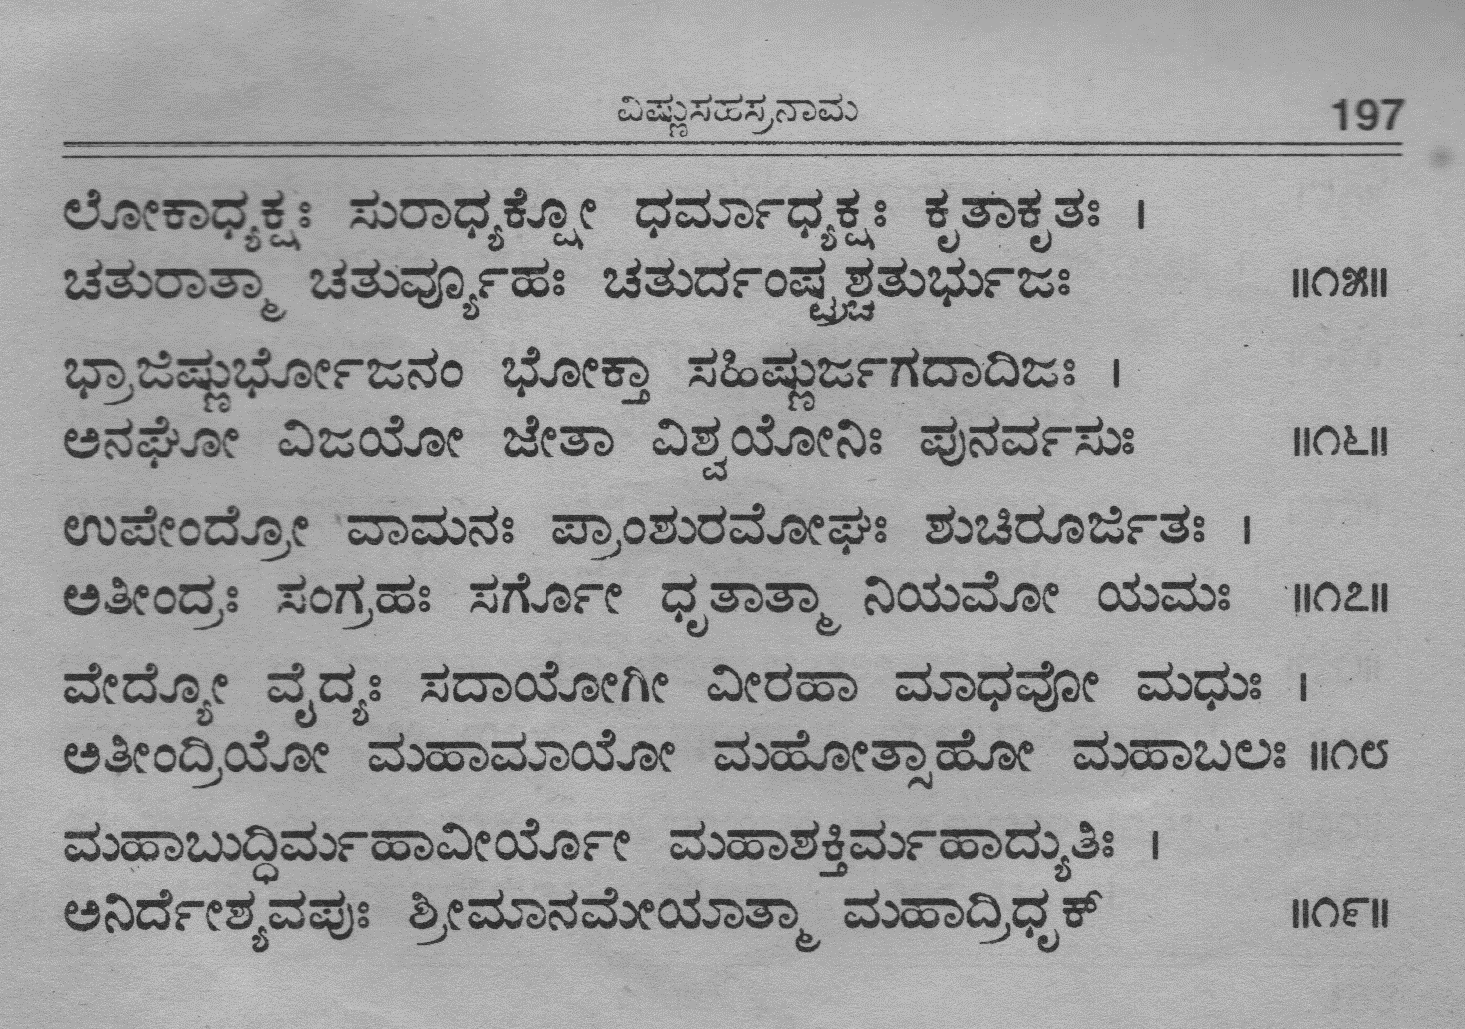 ವಿಷ್ಣುಸಹಸ್ರನಾಮ 197
ಲೋಕಾಧ್ಯಕ್ಷಃ ಸುರಾಧ್ಯಕ್ಷೋ ಧರ್ಮಾಧ್ಯಕ್ಷಃ ಕೃತಾಕೃತಃ ।
ಚತುರಾತ್ಮಾ ಚತುರ್ವ್ಯೂಹಃ ಚತುರ್ದಂಷ್ಟ್ರಶ್ಚತುರ್ಭುಜಃ ॥೧೫॥
ಭ್ರಾಜಿಷ್ಣುರ್ಭೋಜನಂ ಭೋಕ್ತಾ ಸಹಿಷ್ಣುರ್ಜಗದಾದಿಜಃ ।
ಅನಘೋ ವಿಜಯೋ ಜೇತಾ ವಿಶ್ವಯೋನಿಃ ಪುನರ್ವಸುಃ ॥೧೬॥
ಉಪೇಂದ್ರೋ ವಾಮನಃ ಪ್ರಾಂಶುರಮೋಘಃ ಶುಚಿರೂರ್ಜಿತಃ ।
ಅತೀಂದ್ರಃ ಸಂಗ್ರಹಃ ಸರ್ಗೋ ಧೃತಾತ್ಮಾ ನಿಯಮೋ ಯಮಃ ॥೧೭॥
ವೇದ್ಯೋ ವೈದ್ಯಃ ಸದಾಯೋಗೀ ವೀರಹಾ ಮಾಧವೋ ಮಧುಃ ।
ಅತೀಂದ್ರಿಯೋ ಮಹಾಮಾಯೋ ಮಹೋತ್ಸಾಹೋ ಮಹಾಬಲಃ ॥೧೮
ಮಹಾಬುದ್ಧಿರ್ಮಹಾವೀರ್ಯೋ ಮಹಾಶಕ್ತಿರ್ಮಹಾದ್ಯುತಿಃ ।
ಅನಿರ್ದೇಶ್ಯವಪುಃ ಶ್ರೀಮಾನಮೇಯಾತ್ಮಾ ಮಹಾದ್ರಿಧೃಕ್ ॥೧೯॥